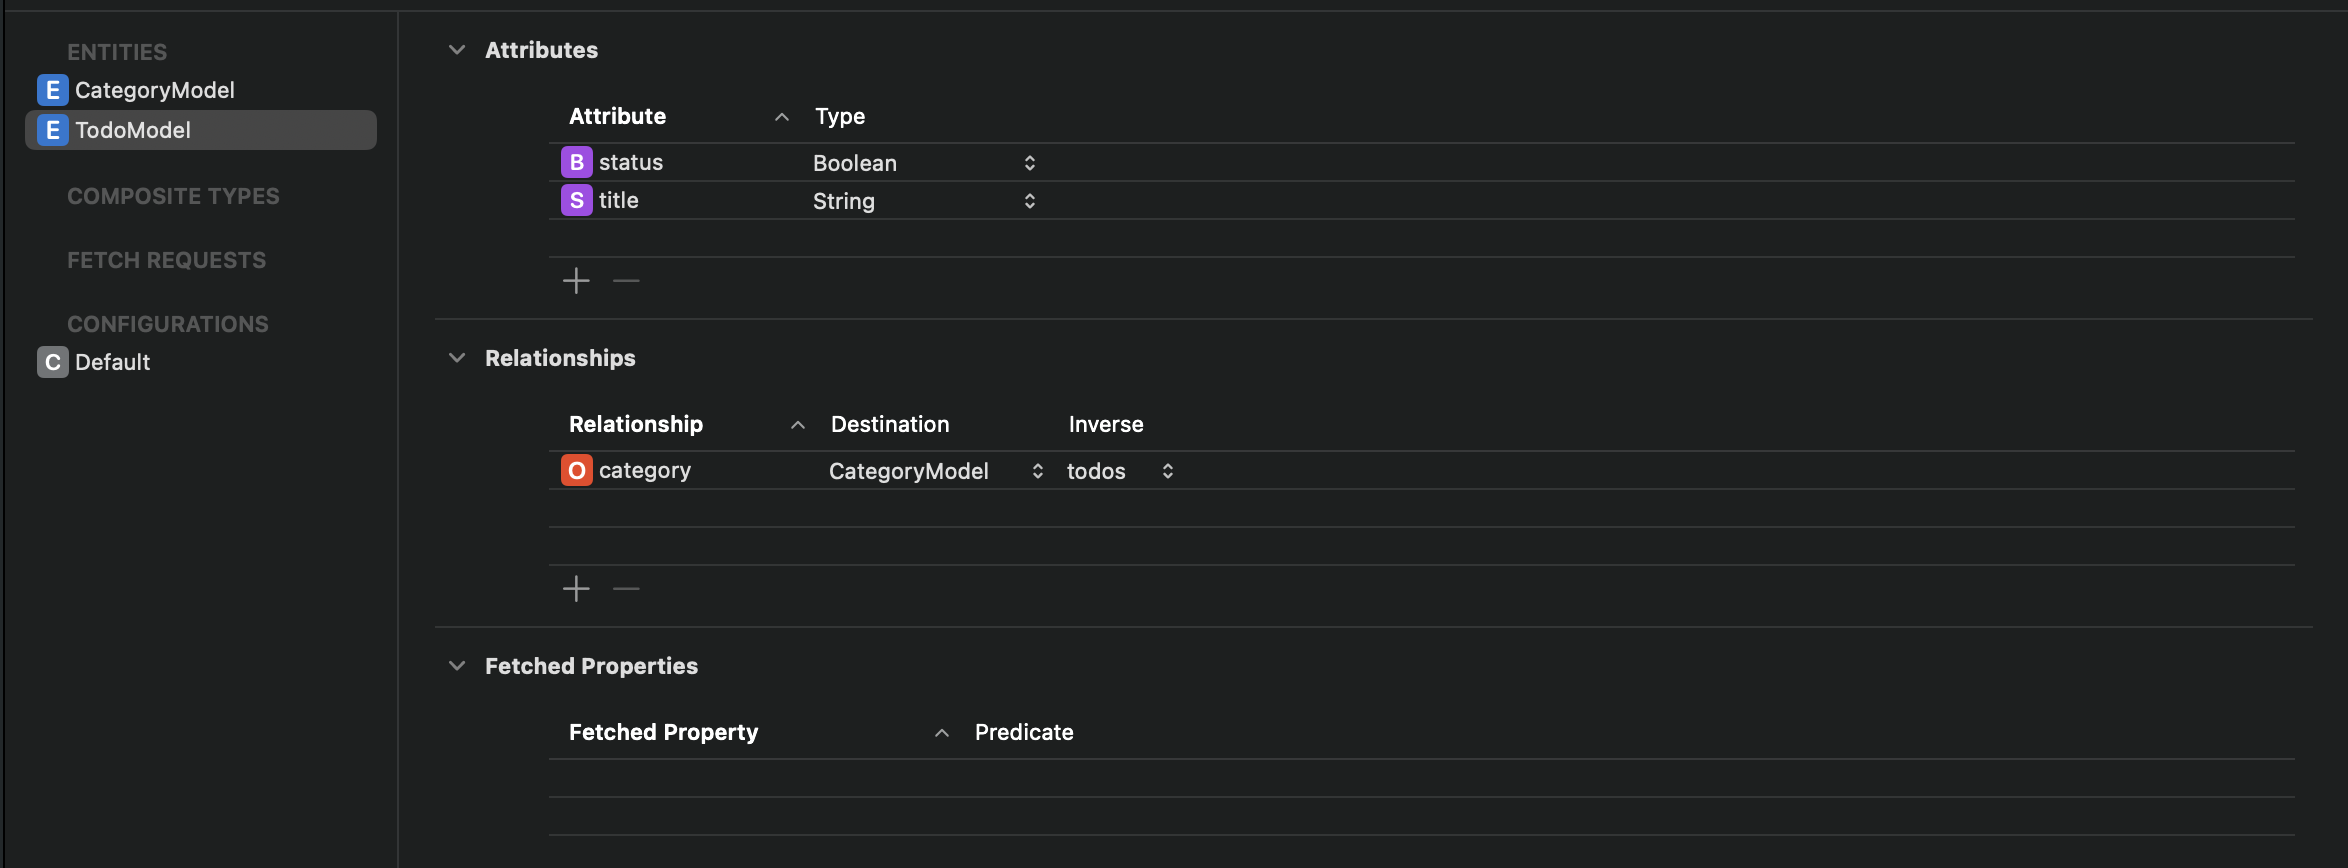 ENTITIES
E CategoryModel
E TodoModel
COMPOSITE TYPES
FETCH REQUESTS
CONFIGURATIONS
C Default
Attributes
Attribute Type
B status Boolean
S title String
Relationships
Relationship Destination Inverse
O category CategoryModel todos
Fetched Properties
Fetched Property Predicate